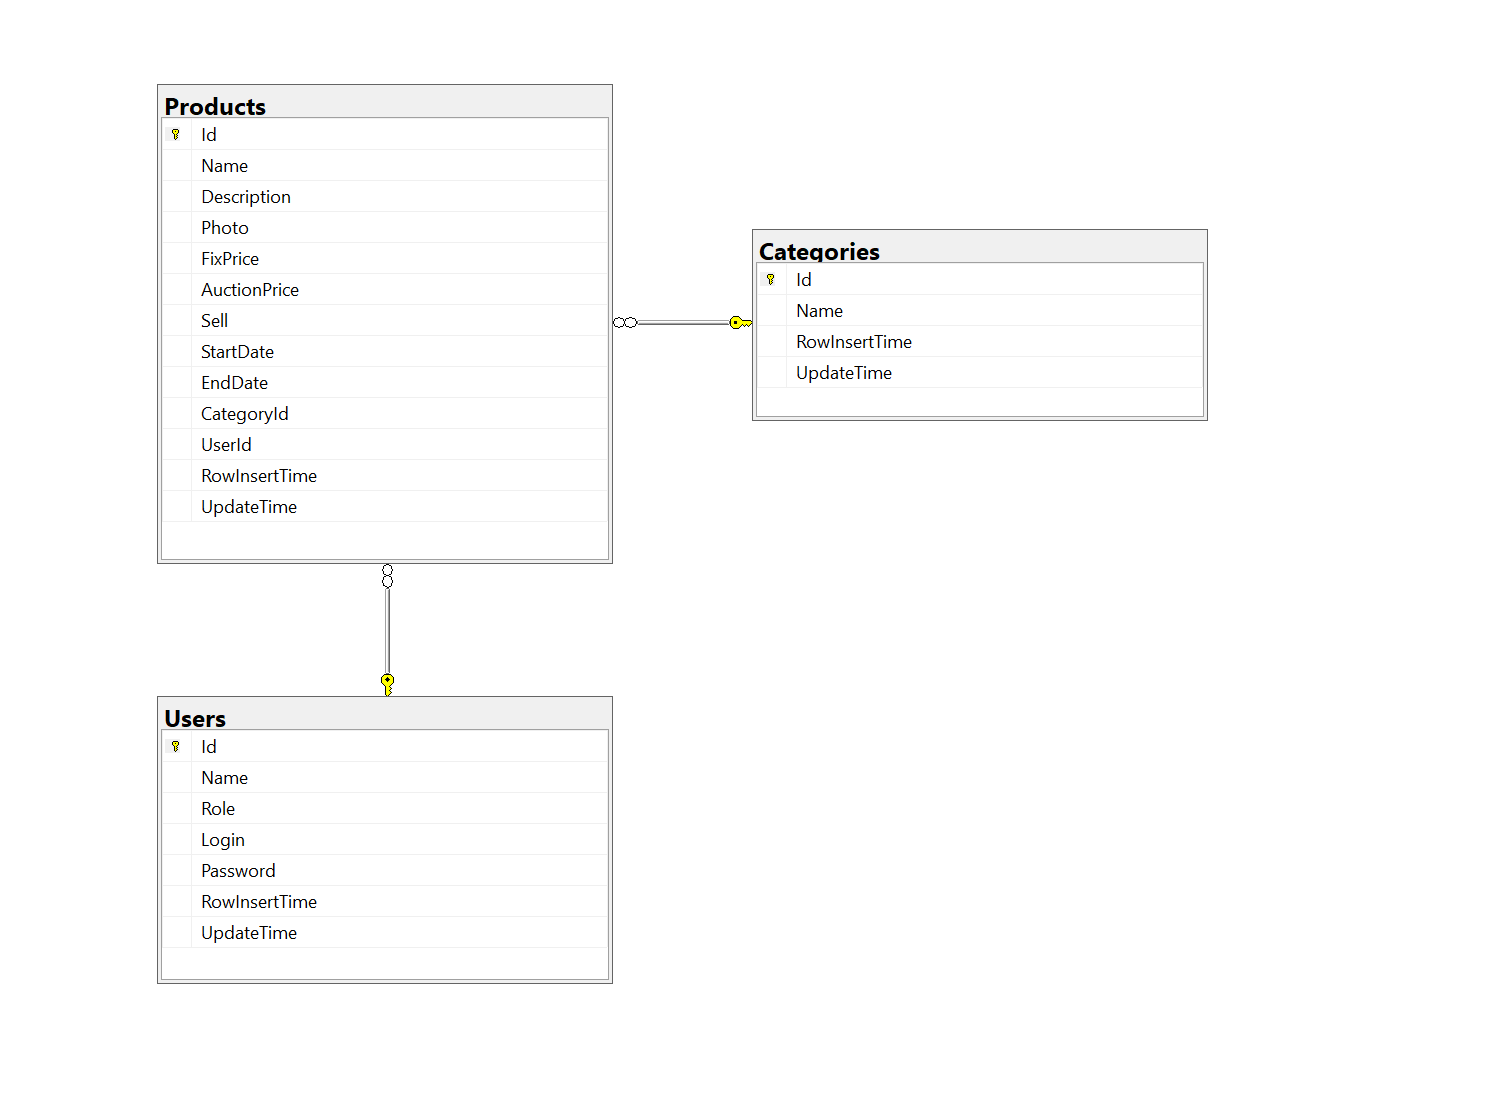 Products
Id
Name
Description
Photo
FixPrice
AuctionPrice
Sell
StartDate
EndDate
CategoryId
UserId
RowInsertTime
UpdateTime
Categories
Id
Name
RowInsertTime
UpdateTime
Users
Id
Name
Role
Login
Password
RowInsertTime
UpdateTime